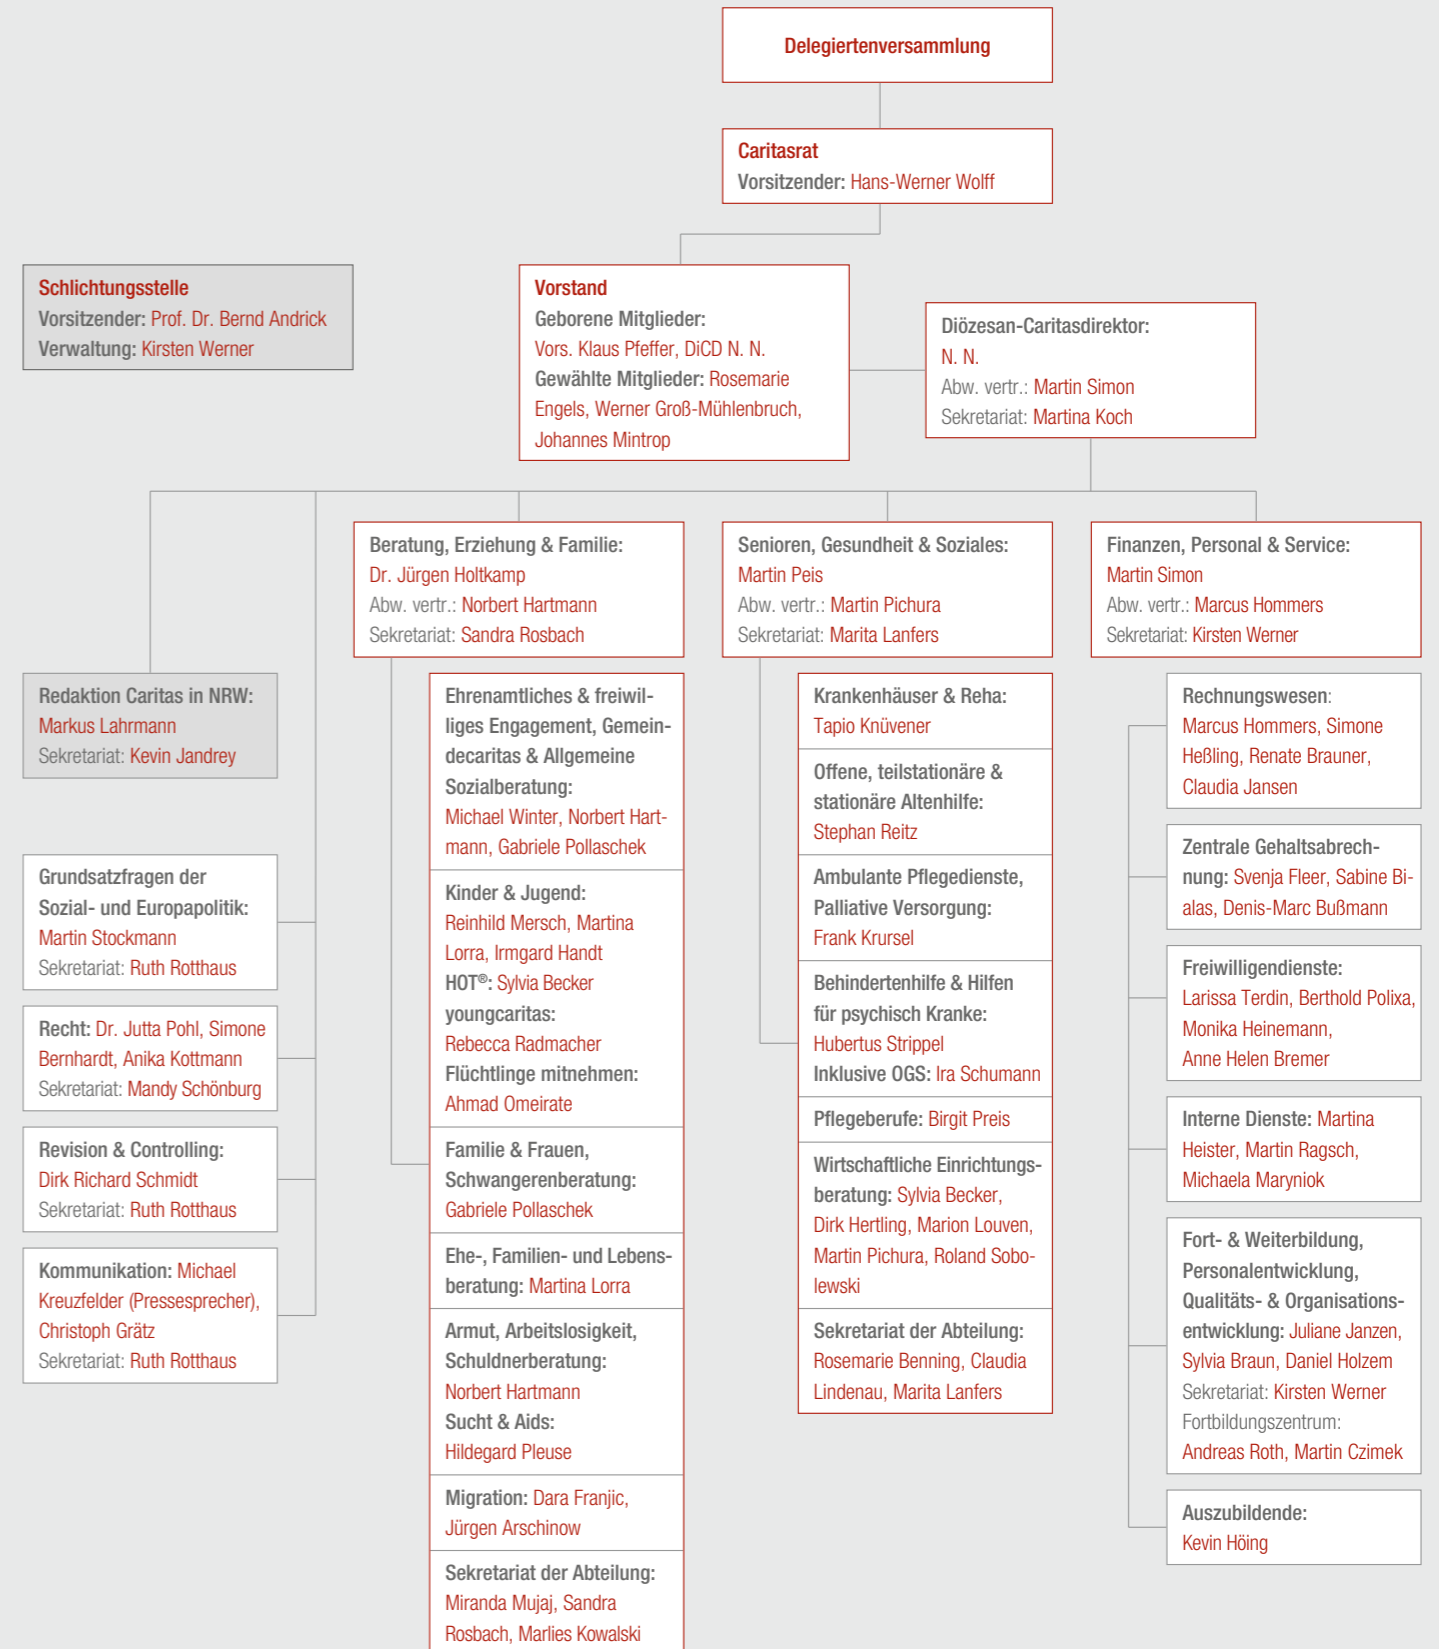 Delegiertenversammlung
Caritasrat
Vorsitzender: Hans-Werner Wolff
Schlichtungsstelle
Vorsitzender: Prof. Dr. Bernd Andrick
Verwaltung: Kirsten Werner
Vorstand
Geborene Mitglieder:
Vors. Klaus Pfeffer, DiCD N. N.
Gewählte Mitglieder: Rosemarie
Engels, Werner Groß-Mühlenbruch,
Johannes Mintrop
Diözesan-Caritasdirektor:
N. N.
Abw. vertr.: Martin Simon
Sekretariat: Martina Koch
Redaktion Caritas in NRW:
Markus Lahrmann
Sekretariat: Kevin Jandrey
Grundsatzfragen der
Sozial- und Europapolitik:
Martin Stockmann
Sekretariat: Ruth Rotthaus
Recht: Dr. Jutta Pohl, Simone
Bernhardt, Anika Kottmann
Sekretariat: Mandy Schönburg
Revision & Controlling:
Dirk Richard Schmidt
Sekretariat: Ruth Rotthaus
Kommunikation: Michael
Kreuzfelder (Pressesprecher),
Christoph Grätz
Sekretariat: Ruth Rotthaus
Beratung, Erziehung & Familie:
Dr. Jürgen Holtkamp
Abw. vertr.: Norbert Hartmann
Sekretariat: Sandra Rosbach
Ehrenamtliches & freiwil-
liges Engagement, Gemein-
decaritas & Allgemeine
Sozialberatung:
Michael Winter, Norbert Hart-
mann, Gabriele Pollaschek
Kinder & Jugend:
Reinhild Mersch, Martina
Lorra, Irmgard Handt
HOT®: Sylvia Becker
youngcaritas:
Rebecca Radmacher
Flüchtlinge mitnehmen:
Ahmad Omeirate
Familie & Frauen,
Schwangerenberatung:
Gabriele Pollaschek
Ehe-, Familien- und Lebens-
beratung: Martina Lorra
Armut, Arbeitslosigkeit,
Schuldnerberatung:
Norbert Hartmann
Sucht & Aids:
Hildegard Pleuse
Migration: Dara Franjic,
Jürgen Arschinow
Sekretariat der Abteilung:
Miranda Mujaj, Sandra
Rosbach, Marlies Kowalski
Senioren, Gesundheit & Soziales:
Martin Peis
Abw. vertr.: Martin Pichura
Sekretariat: Marita Lanfers
Krankenhäuser & Reha:
Tapio Knüvener
Offene, teilstationäre &
stationäre Altenhilfe:
Stephan Reitz
Ambulante Pflegedienste,
Palliative Versorgung:
Frank Krursel
Behindertenhilfe & Hilfen
für psychisch Kranke:
Hubertus Strippel
Inklusive OGS: Ira Schumann
Pflegeberufe: Birgit Preis
Wirtschaftliche Einrichtungs-
beratung: Sylvia Becker,
Dirk Hertling, Marion Louven,
Martin Pichura, Roland Sobo-
lewski
Sekretariat der Abteilung:
Rosemarie Benning, Claudia
Lindenau, Marita Lanfers
Finanzen, Personal & Service:
Martin Simon
Abw. vertr.: Marcus Hommers
Sekretariat: Kirsten Werner
Rechnungswesen:
Marcus Hommers, Simone
Heßling, Renate Brauner,
Claudia Jansen
Zentrale Gehaltsabrech-
nung: Svenja Fleer, Sabine Bi-
alas, Denis-Marc Bußmann
Freiwilligendienste:
Larissa Terdin, Berthold Polixa,
Monika Heinemann,
Anne Helen Bremer
Interne Dienste: Martina
Heister, Martin Ragsch,
Michaela Maryniok
Fort- & Weiterbildung,
Personalentwicklung,
Qualitäts- & Organisations-
entwicklung: Juliane Janzen,
Sylvia Braun, Daniel Holzem
Sekretariat: Kirsten Werner
Fortbildungszentrum:
Andreas Roth, Martin Czimek
Auszubildende:
Kevin Höing